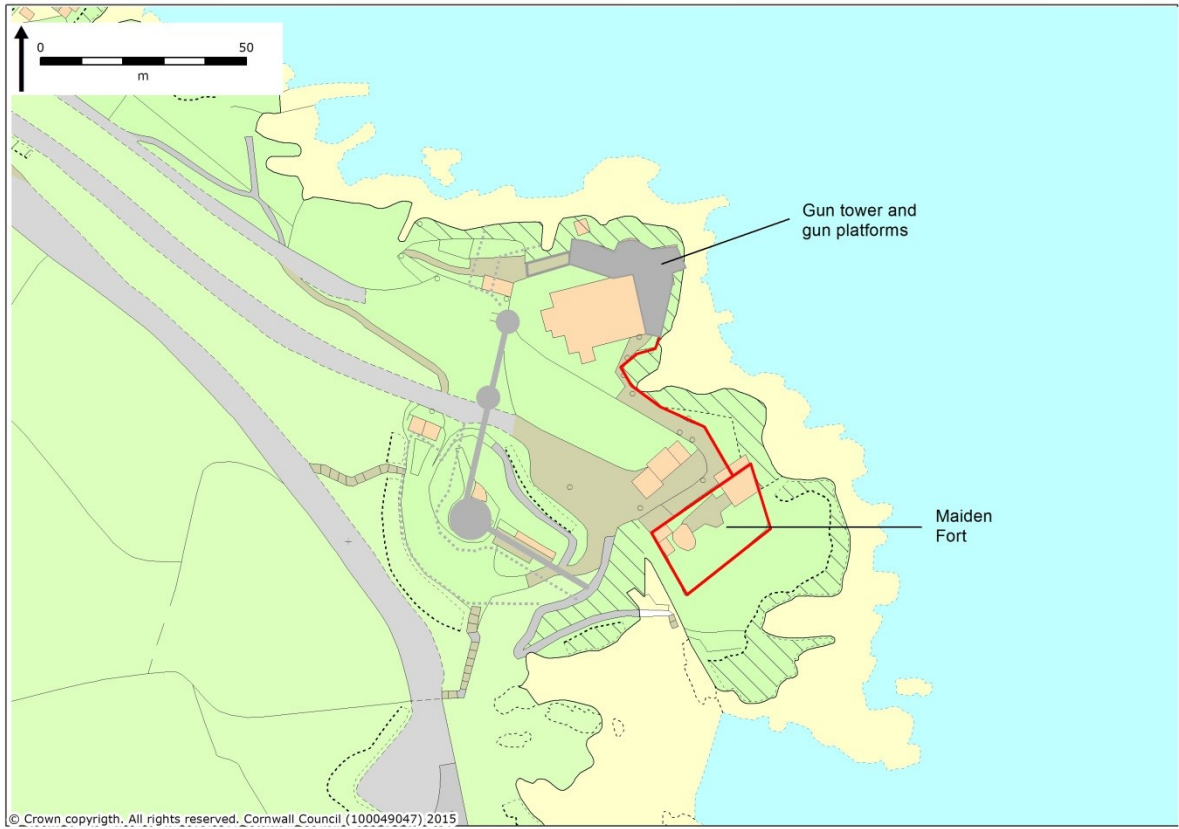 0 50
m
Gun tower and
gun platforms
Maiden
Fort
© Crown copyrigth. All rights reserved. Cornwall Council (100049047) 2015